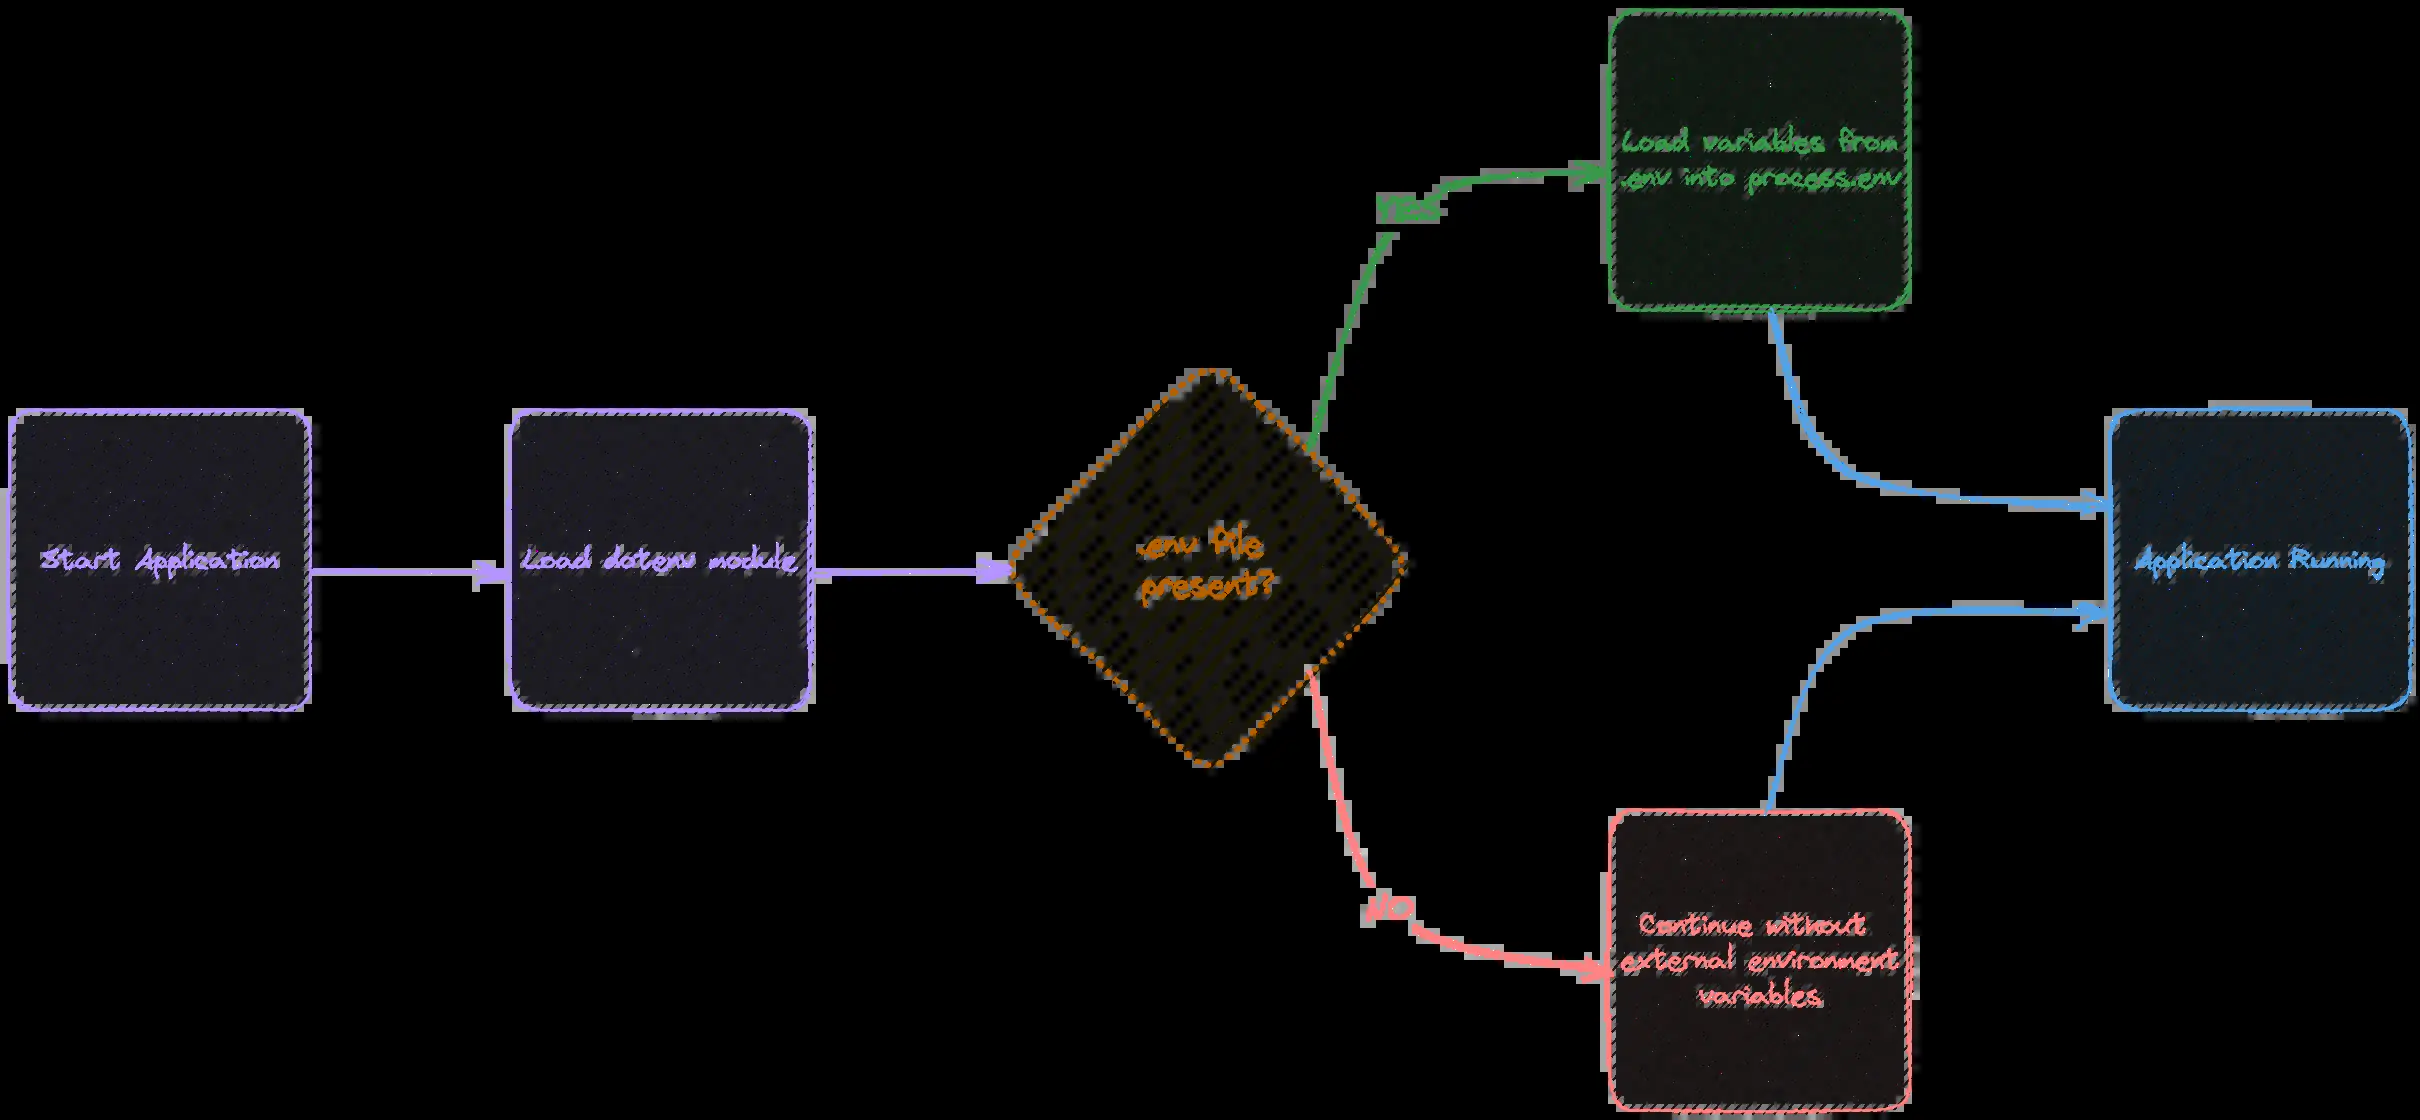 Start Application
Load dotenv module
.env file
present?
YES
Load variables from
.env into process.env
NO
Continue without
external environment
variables
Application Running